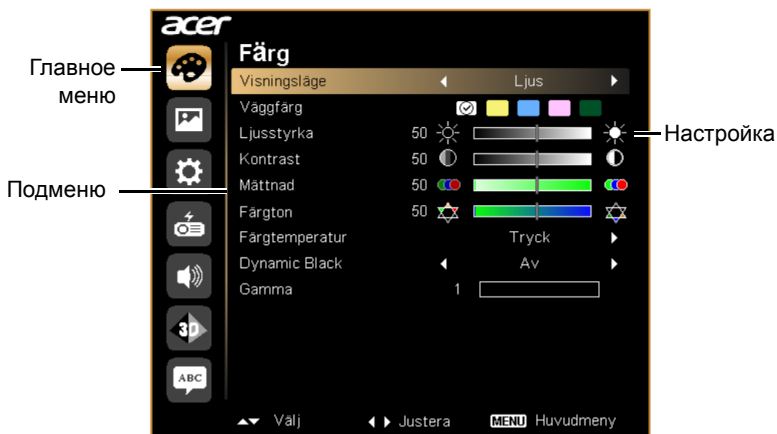 acer
Färg
Главное
меню
Visningsläge Ljus
Väggfärg
Ljusstyrka 50
Настройка
Kontrast 50
Mättnad 50
Подменю
Färgton 50
Färgtemperatur Tryck
Dynamic Black Av
Gamma 1
3D
ABC
Välj Justera MENU Huvudmeny